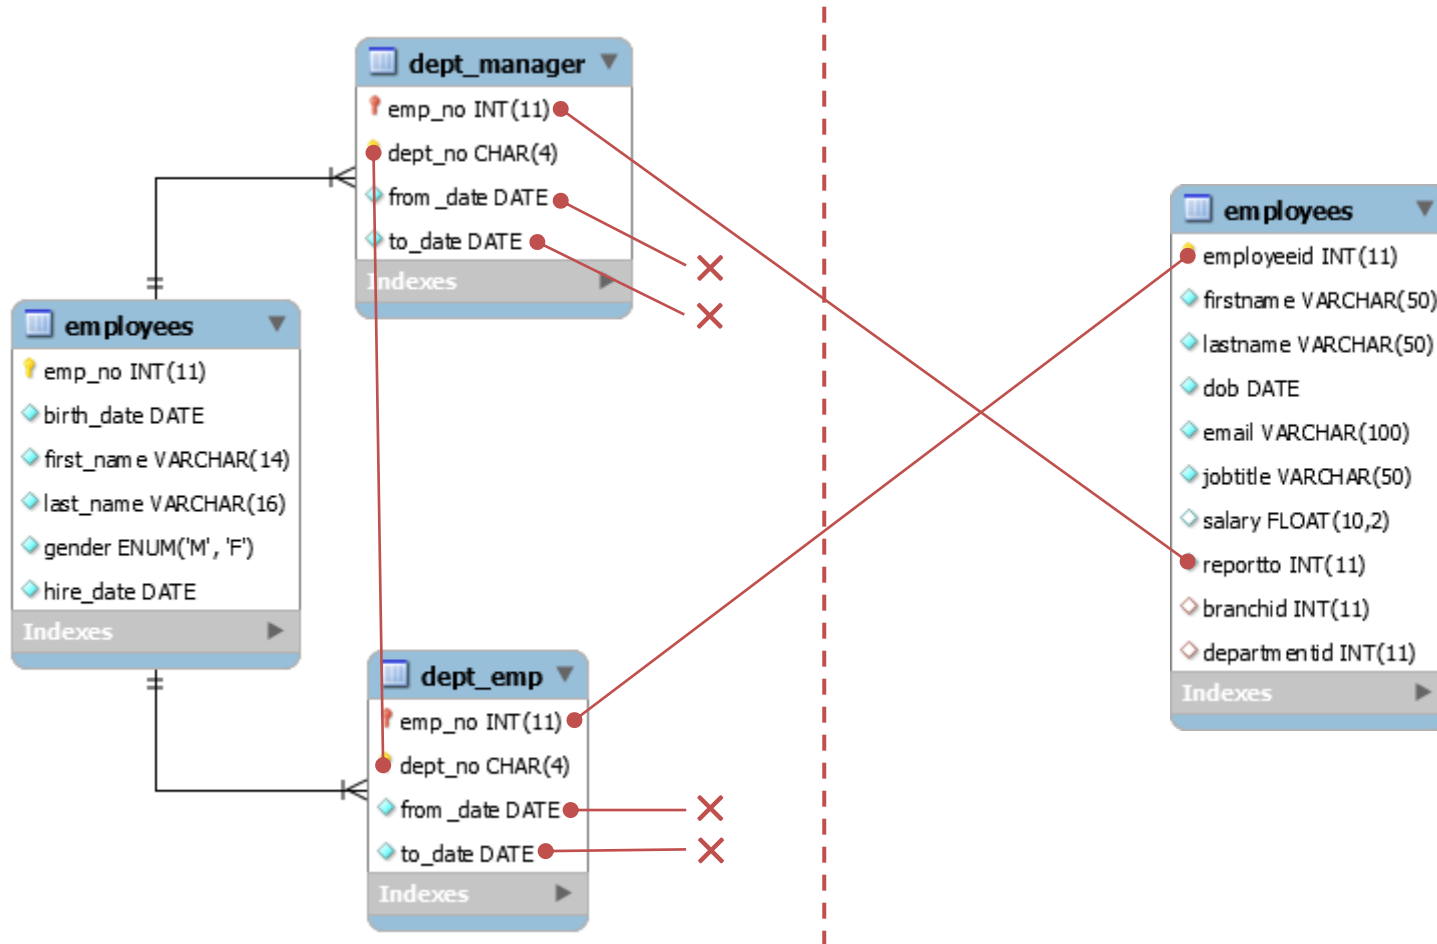 dept_manager
emp_no INT(11)
dept_no CHAR(4)
from_date DATE
to_date DATE
Indexes
employees
emp_no INT(11)
birth_date DATE
first_name VARCHAR(14)
last_name VARCHAR(16)
gender ENUM('M', 'F')
hire_date DATE
Indexes
dept_emp
emp_no INT(11)
dept_no CHAR(4)
from_date DATE
to_date DATE
Indexes
employees
employeeid INT(11)
firstname VARCHAR(50)
lastname VARCHAR(50)
dob DATE
email VARCHAR(100)
jobtitle VARCHAR(50)
salary FLOAT(10,2)
reportto INT(11)
branchid INT(11)
departmentid INT(11)
Indexes